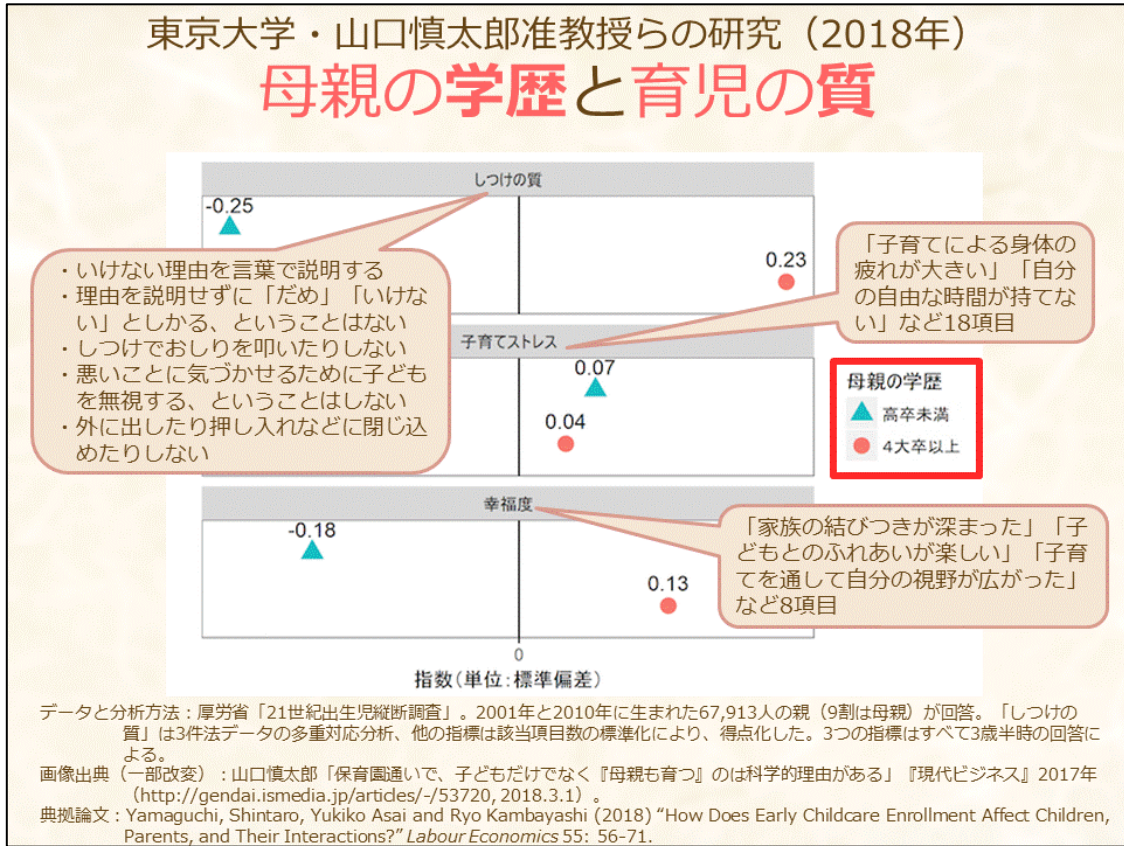 東京大学・山口慎太郎准教授らの研究（2018年）
母親の学歴と育児の質
しつけの質
-0.25
0.23
・いけない理由を言葉で説明する
・理由を説明せずに「だめ」「いけな
い」としかる、ということはない
・しつけでおしりを叩いたりしない
・悪いことに気づかせるために子ども
を無視する、ということはしない
・外に出したり押し入れなどに閉じ込
めたりしない
「子育てによる身体の
疲れが大きい」「自分
の自由な時間が持てな
い」など18項目
子育てストレス
0.07
0.04
母親の学歴
高卒未満
4大卒以上
幸福度
-0.18
0.13
「家族の結びつきが深まった」「子
どもとのふれあいが楽しい」「子育
てを通して自分の視野が広がった」
など8項目
0
指数(単位:標準偏差)
データと分析方法：厚労省「21世紀出生児縦断調査」。2001年と2010年に生まれた67,913人の親（9割は母親）が回答。「しつけの
質」は3件法データの多重対応分析、他の指標は該当項目数の標準化により、得点化した。3つの指標はすべて3歳半時の回答に
よる。
画像出典（一部改変）：山口慎太郎「保育園通いで、子どもだけでなく『母親も育つ』のは科学的理由がある」『現代ビジネス』2017年
（http://gendai.ismedia.jp/articles/-/53720, 2018.3.1）。
典拠論文：Yamaguchi, Shintaro, Yukiko Asai and Ryo Kambayashi (2018) “How Does Early Childcare Enrollment Affect Children,
Parents, and Their Interactions?” Labour Economics 55: 56-71.